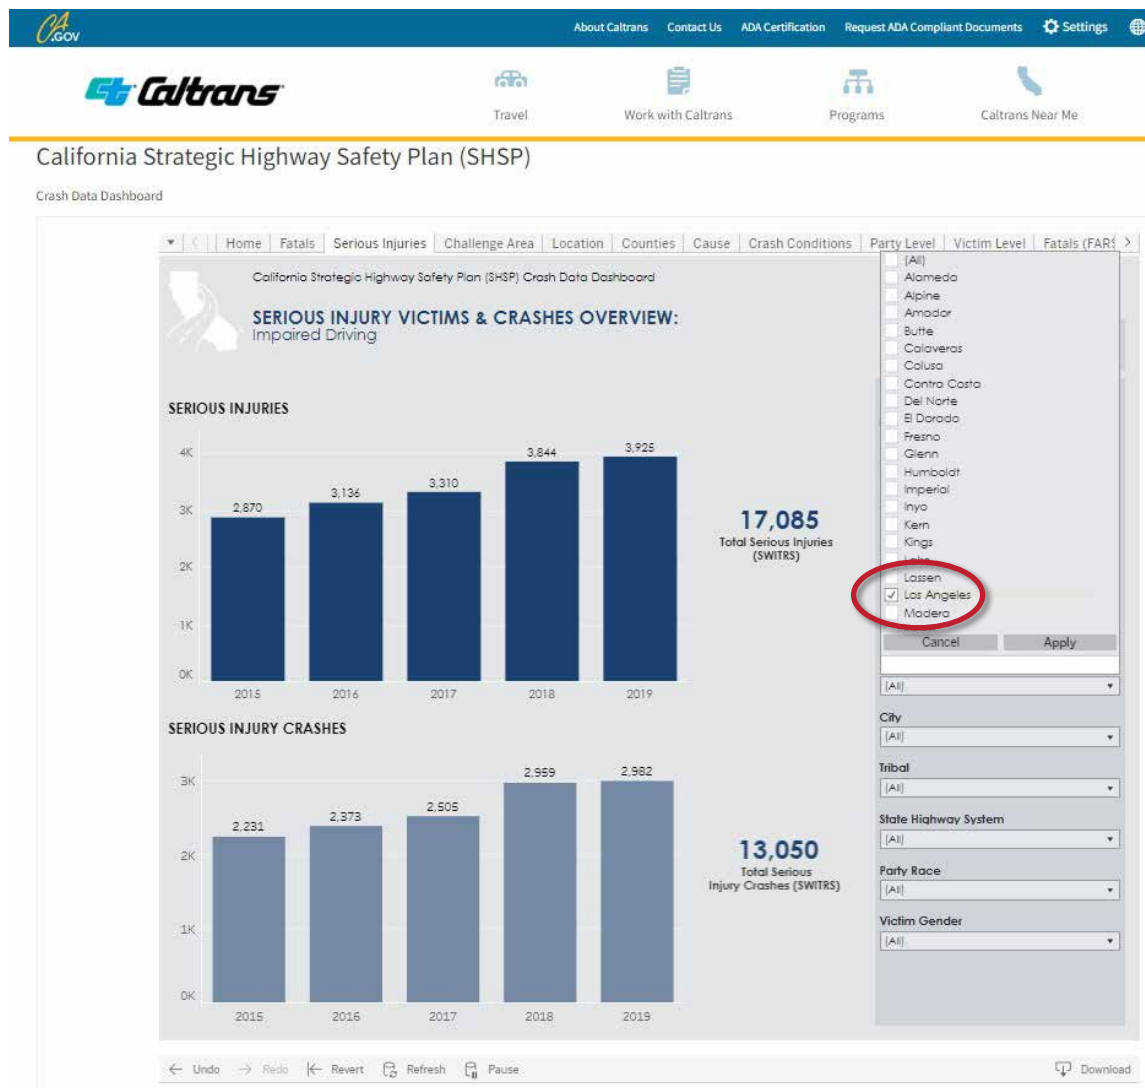 CA.GOV
About Caltrans Contact Us ADA Certification Request ADA Compliant Documents Settings
Ct Caltrans
Travel Work with Caltrans Programs Caltrans Near Me
California Strategic Highway Safety Plan (SHSP)
Crash Data Dashboard
Home Fatals Serious Injuries Challenge Area Location Counties Cause Crash Conditions Party Level Victim Level Fatals (FARS
California Strategic Highway Safety Plan (SHSP) Crash Data Dashboard
SERIOUS INJURY VICTIMS & CRASHES OVERVIEW:
Impaired Driving
SERIOUS INJURIES
4K
3K
2K
1K
0K
2,870
3,136
3,310
3,844
3,925
2015 2016 2017 2018 2019
17,085
Total Serious Injuries
(SWITRS)
SERIOUS INJURY CRASHES
3K
2K
1K
0K
2,231
2,373
2,505
2,959
2,982
2015 2016 2017 2018 2019
13,050
Total Serious
Injury Crashes (SWITRS)
(All)
Alameda
Alpine
Amador
Butte
Calaveras
Colusa
Contra Costa
Del Norte
El Dorado
Fresno
Glenn
Humboldt
Imperial
Inyo
Kern
Kings
Lake
Lassen
Los Angeles
Madera
Cancel Apply
(All)
City
(All)
Tribal
(All)
State Highway System
(All)
Party Race
(All)
Victim Gender
(All)
Undo Redo Revert Refresh Pause Download